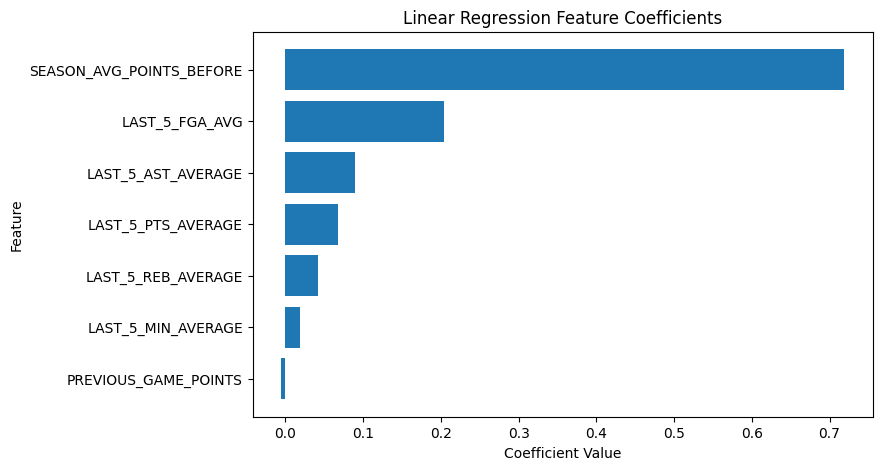 Linear Regression Feature Coefficients
SEASON_AVG_POINTS_BEFORE
LAST_5_FGA_AVG
LAST_5_AST_AVERAGE
LAST_5_PTS_AVERAGE
LAST_5_REB_AVERAGE
LAST_5_MIN_AVERAGE
PREVIOUS_GAME_POINTS
Feature
0.0 0.1 0.2 0.3 0.4 0.5 0.6 0.7
Coefficient Value